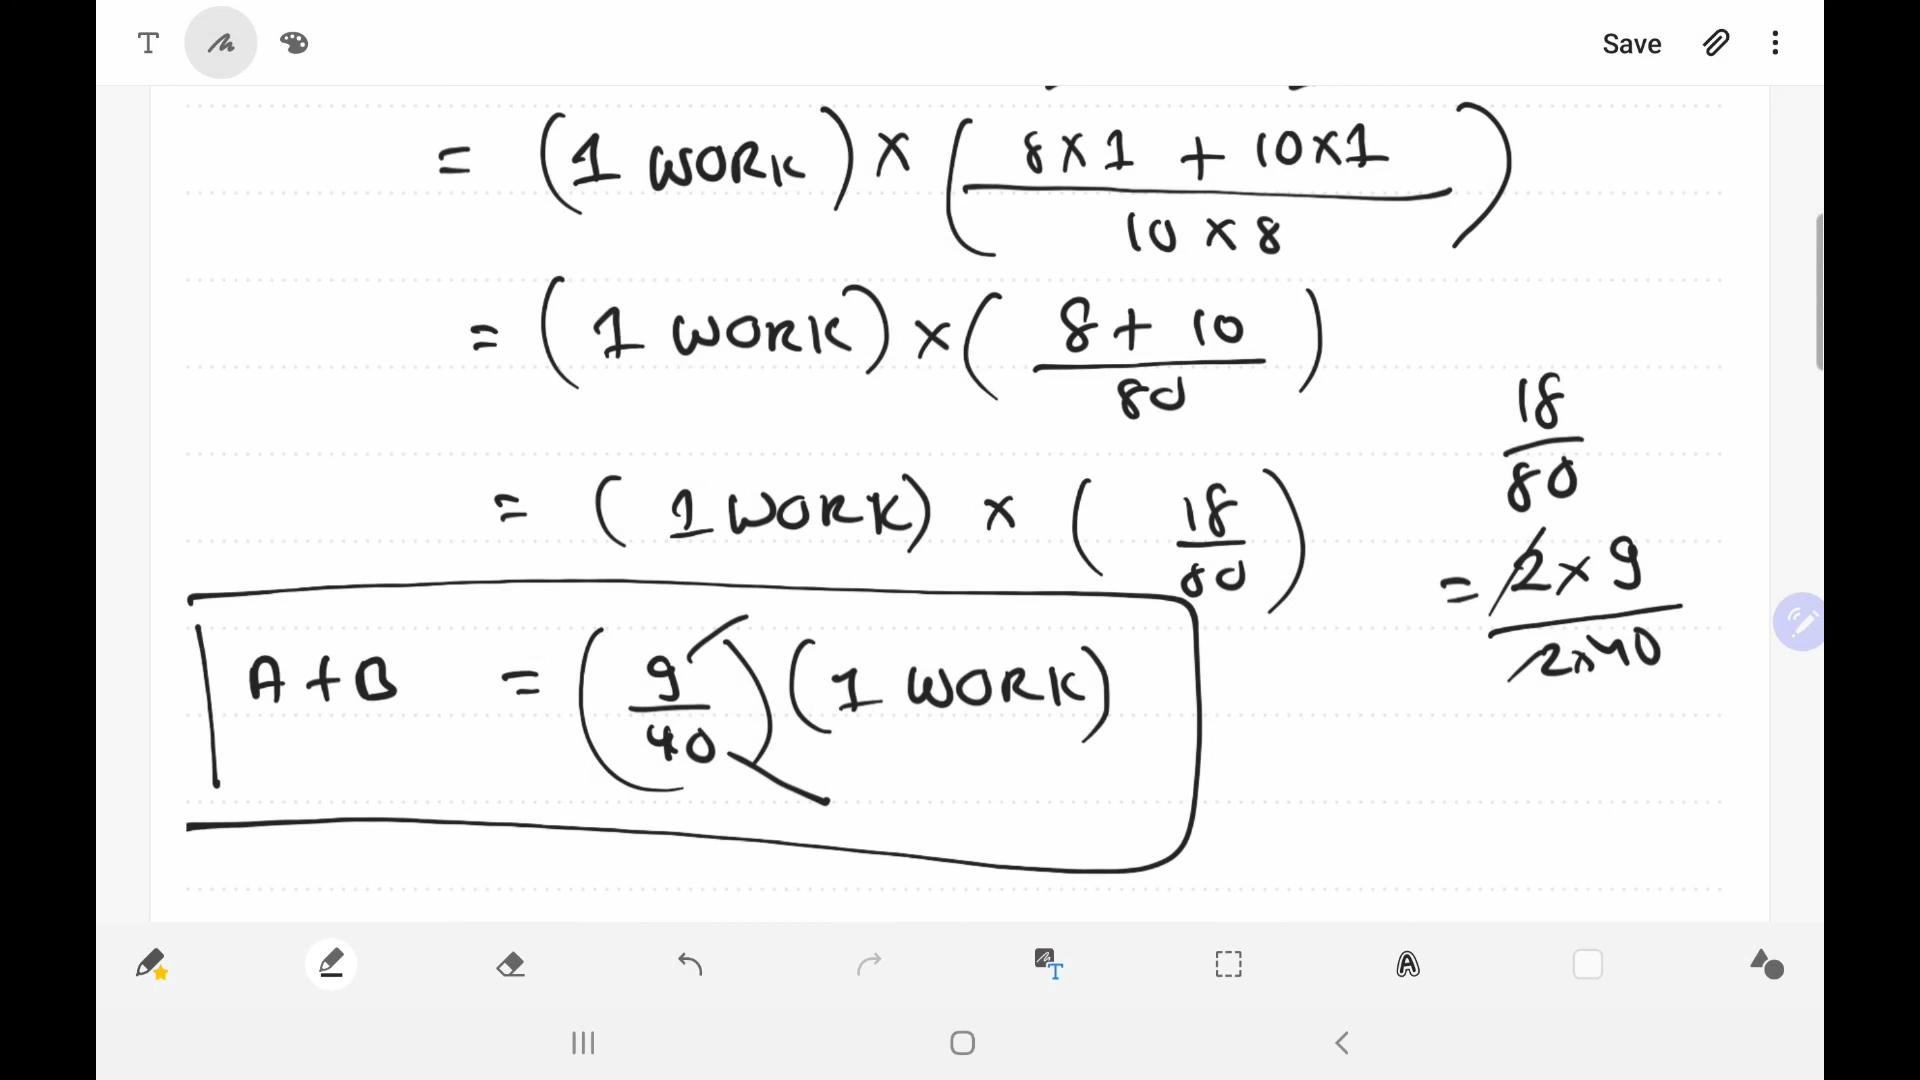 Save
= (1 WORK) × (8×1 + 10×1 / 10 × 8)
= (1 WORK) × (8 + 10 / 80)
= (1 WORK) × (18 / 80)
A + B = (9 / 40) (1 WORK)
18 / 80
= 2 × 9 / 2×40